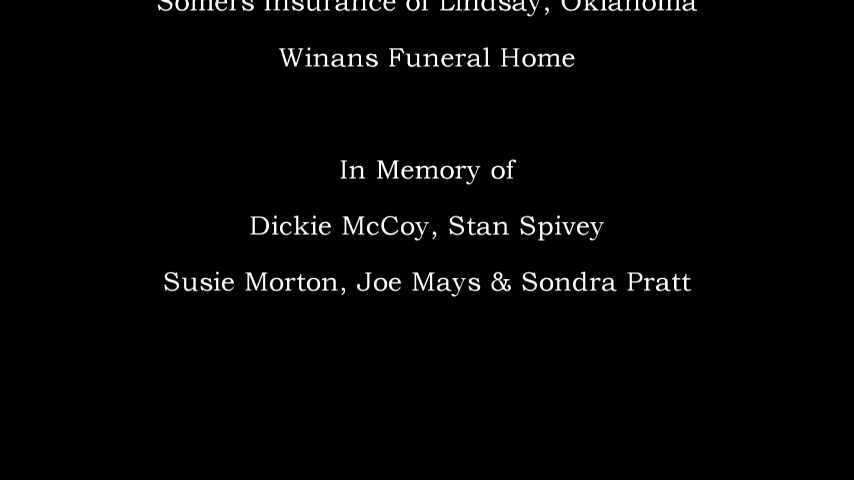 Somers Insurance of Lindsay, Oklahoma
Winans Funeral Home
In Memory of
Dickie McCoy, Stan Spivey
Susie Morton, Joe Mays & Sondra Pratt